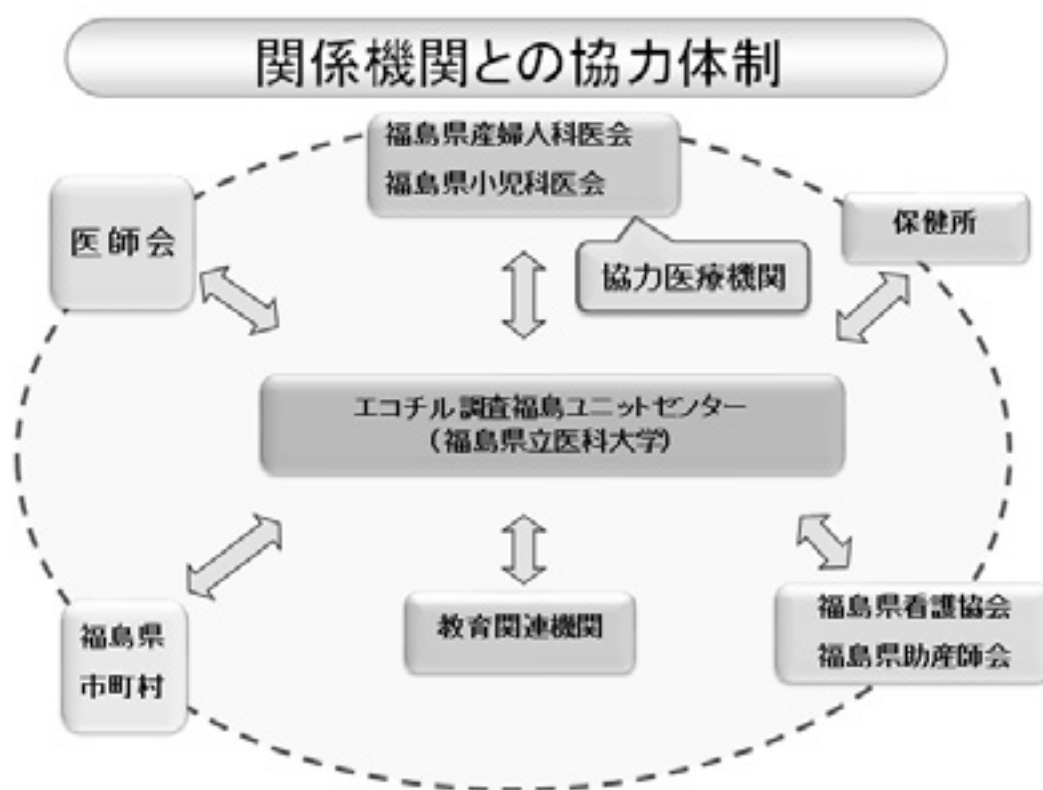 関係機関との協力体制
福島県産婦人科医会
福島県小児科医会
医師会
保健所
協力医療機関
エコチル調査福島ユニットセンター
（福島県立医科大学）
福島県
市町村
教育関連機関
福島県看護協会
福島県助産師会